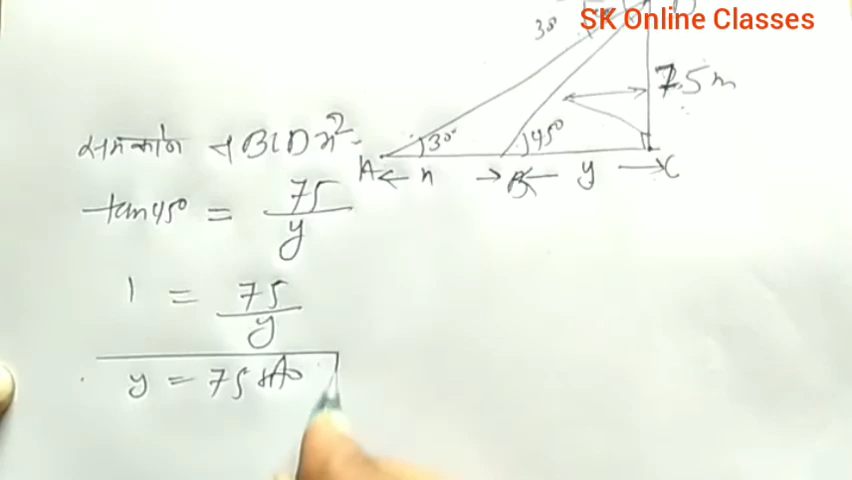 SK Online Classes
30
75m
30°
45°
A ← x → B ← y → C
समकोण △BCD से
tan45° = 75/y
1 = 75/y
y = 75 मी०